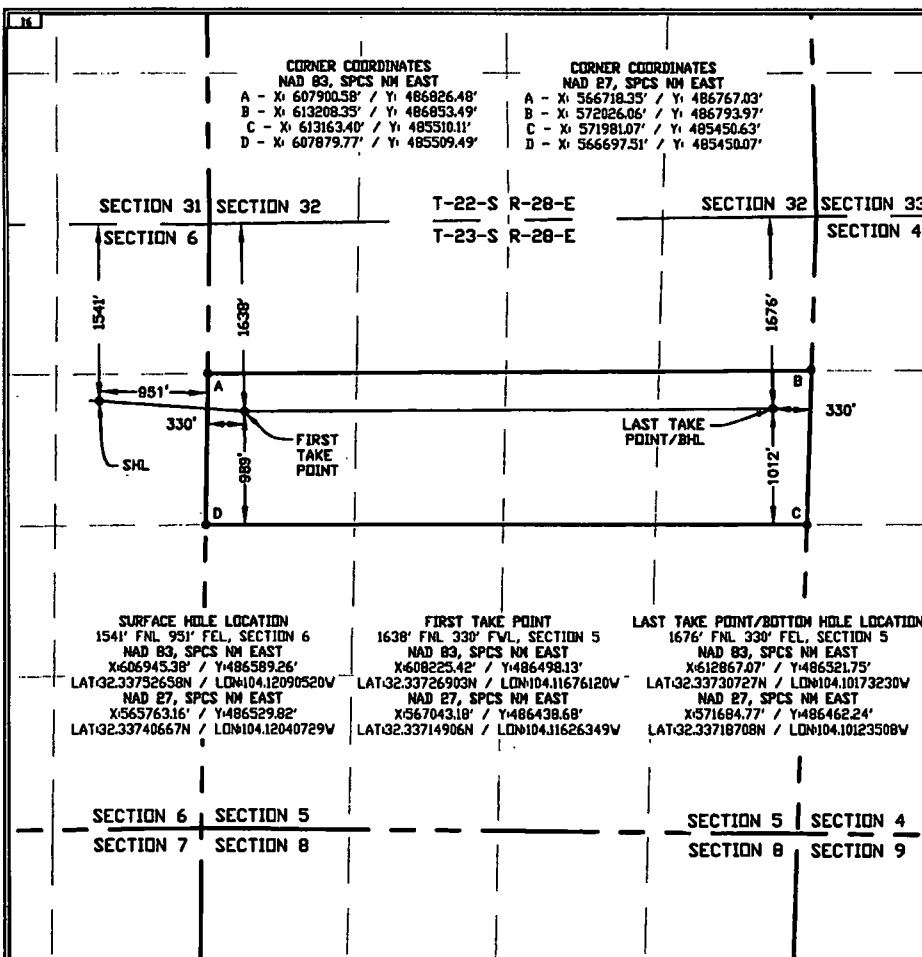 16
CORNER COORDINATES
NAD 83, SPCS NM EAST
A - X: 607900.58' / Y: 486826.48'
B - X: 613208.35' / Y: 486853.49'
C - X: 613163.40' / Y: 485510.11'
D - X: 607879.77' / Y: 485509.49'
CORNER COORDINATES
NAD 27, SPCS NM EAST
A - X: 566718.35' / Y: 486767.03'
B - X: 572026.06' / Y: 486793.97'
C - X: 571981.07' / Y: 485450.63'
D - X: 566697.51' / Y: 485450.07'
SECTION 31
SECTION 32
T-22-S R-28-E
SECTION 32
SECTION 33
SECTION 6
T-23-S R-28-E
SECTION 4
1541'
1638'
1676'
A
B
951'
330'
FIRST
TAKE
POINT
LAST TAKE
POINT/BHL
330'
SHL
989'
1012'
D
C
SURFACE HOLE LOCATION
1541' FNL 951' FEL, SECTION 6
NAD 83, SPCS NM EAST
X:606945.38' / Y:486589.26'
LAT:32.33752658N / LON:104.12090520W
NAD 27, SPCS NM EAST
X:565763.16' / Y:486529.82'
LAT:32.33740667N / LON:104.12040729W
FIRST TAKE POINT
1638' FNL 330' FWL, SECTION 5
NAD 83, SPCS NM EAST
X:608225.42' / Y:486498.13'
LAT:32.33726903N / LON:104.11676120W
NAD 27, SPCS NM EAST
X:567043.18' / Y:486438.68'
LAT:32.33714906N / LON:104.11626349W
LAST TAKE POINT/BOTTOM HOLE LOCATION
1676' FNL 330' FEL, SECTION 5
NAD 83, SPCS NM EAST
X:612867.07' / Y:486521.75'
LAT:32.33730727N / LON:104.10173230W
NAD 27, SPCS NM EAST
X:571684.77' / Y:486462.24'
LAT:32.33718708N / LON:104.10123508W
SECTION 6
SECTION 5
SECTION 5
SECTION 4
SECTION 7
SECTION 8
SECTION 8
SECTION 9